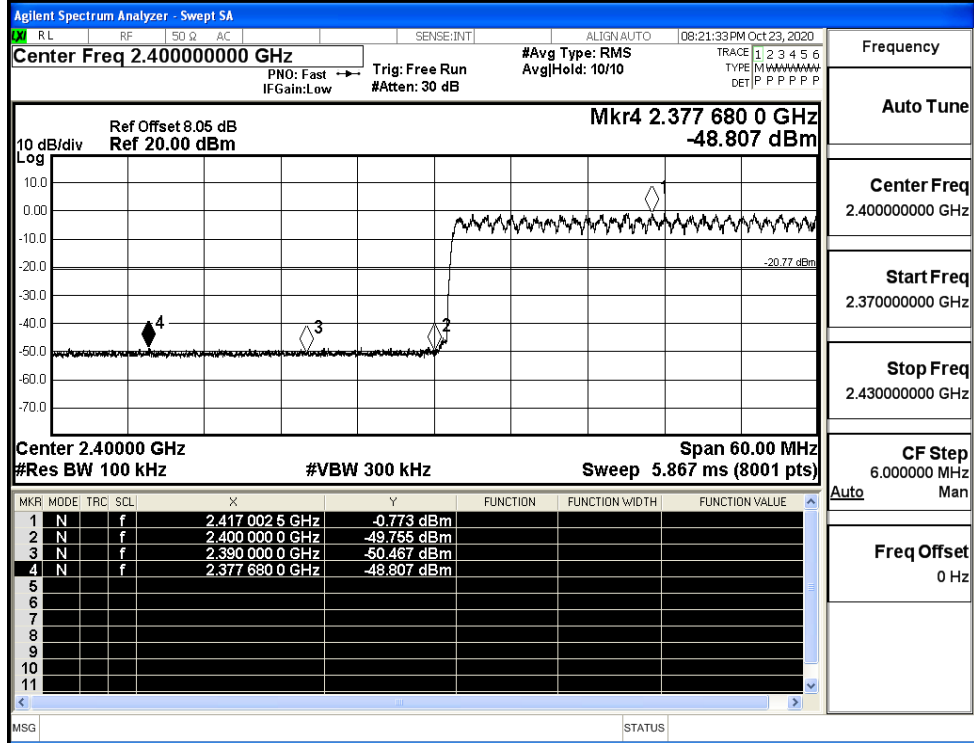 Agilent Spectrum Analyzer - Swept SA
LXI RL RF 50 Ω AC SENSE:INT ALIGNAUTO 08:21:33PM Oct 23, 2020
Center Freq 2.400000000 GHz
PNO: Fast
IFGain:Low
Trig: Free Run
#Atten: 30 dB
#Avg Type: RMS
Avg|Hold: 10/10
TRACE 1 2 3 4 5 6
TYPE M W W W W W
DET P P P P P P
Mkr4 2.377 680 0 GHz
-48.807 dBm
Ref Offset 8.05 dB
10 dB/div Ref 20.00 dBm
Log
10.0
0.00
-10.0
-20.0
-30.0
-40.0
-50.0
-60.0
-70.0
1
-20.77 dBm
4
3
2
Center 2.40000 GHz Span 60.00 MHz
#Res BW 100 kHz #VBW 300 kHz Sweep 5.867 ms (8001 pts)
MKR MODE TRC SCL X Y FUNCTION FUNCTION WIDTH FUNCTION VALUE
1 N f 2.417 002 5 GHz -0.773 dBm
2 N f 2.400 000 0 GHz -49.755 dBm
3 N f 2.390 000 0 GHz -50.467 dBm
4 N f 2.377 680 0 GHz -48.807 dBm
5
6
7
8
9
10
11
MSG STATUS
Frequency
Auto Tune
Center Freq
2.400000000 GHz
Start Freq
2.370000000 GHz
Stop Freq
2.430000000 GHz
CF Step
6.000000 MHz
Auto Man
Freq Offset
0 Hz